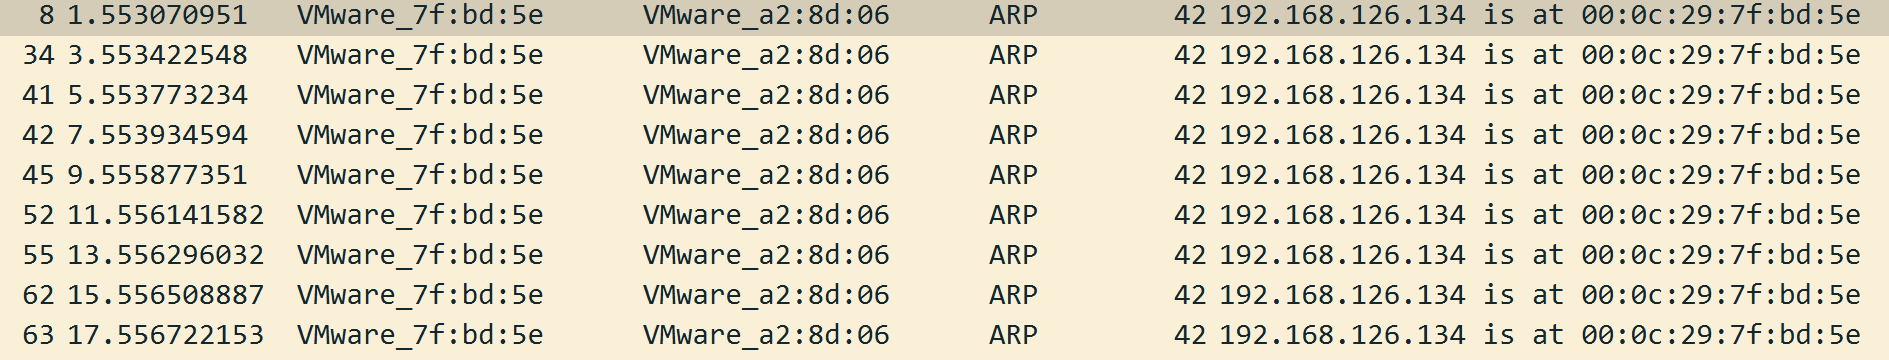 8 1.553070951 VMware_7f:bd:5e VMware_a2:8d:06 ARP 42 192.168.126.134 is at 00:0c:29:7f:bd:5e
34 3.553422548 VMware_7f:bd:5e VMware_a2:8d:06 ARP 42 192.168.126.134 is at 00:0c:29:7f:bd:5e
41 5.553773234 VMware_7f:bd:5e VMware_a2:8d:06 ARP 42 192.168.126.134 is at 00:0c:29:7f:bd:5e
42 7.553934594 VMware_7f:bd:5e VMware_a2:8d:06 ARP 42 192.168.126.134 is at 00:0c:29:7f:bd:5e
45 9.555877351 VMware_7f:bd:5e VMware_a2:8d:06 ARP 42 192.168.126.134 is at 00:0c:29:7f:bd:5e
52 11.556141582 VMware_7f:bd:5e VMware_a2:8d:06 ARP 42 192.168.126.134 is at 00:0c:29:7f:bd:5e
55 13.556296032 VMware_7f:bd:5e VMware_a2:8d:06 ARP 42 192.168.126.134 is at 00:0c:29:7f:bd:5e
62 15.556508887 VMware_7f:bd:5e VMware_a2:8d:06 ARP 42 192.168.126.134 is at 00:0c:29:7f:bd:5e
63 17.556722153 VMware_7f:bd:5e VMware_a2:8d:06 ARP 42 192.168.126.134 is at 00:0c:29:7f:bd:5e